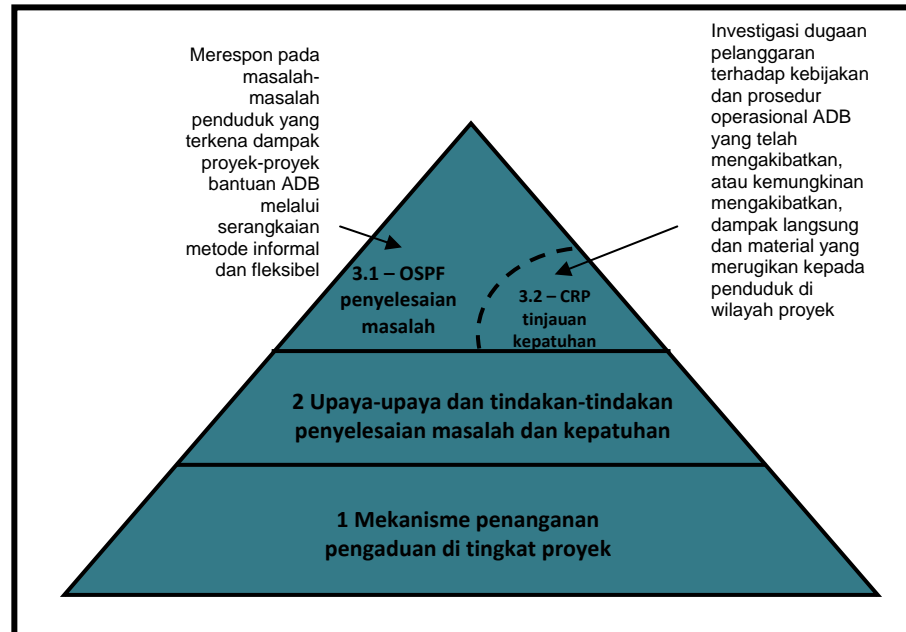 Merespon pada
masalah-
masalah
penduduk yang
terkena dampak
proyek-proyek
bantuan ADB
melalui
serangkaian
metode informal
dan fleksibel
Investigasi dugaan
pelanggaran
terhadap kebijakan
dan prosedur
operasional ADB
yang telah
mengakibatkan,
atau kemungkinan
mengakibatkan,
dampak langsung
dan material yang
merugikan kepada
penduduk di
wilayah proyek
3.1 – OSPF
penyelesaian
masalah
3.2 – CRP
tinjauan
kepatuhan
2 Upaya-upaya dan tindakan-tindakan
penyelesaian masalah dan kepatuhan
1 Mekanisme penanganan
pengaduan di tingkat proyek